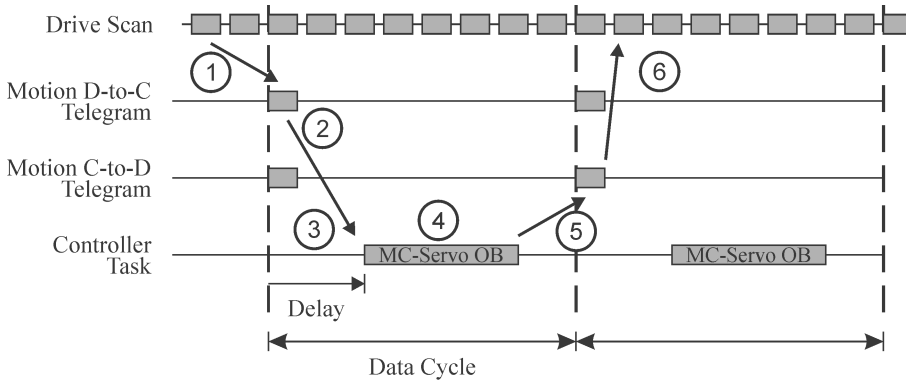 Drive Scan
1
6
Motion D-to-C
Telegram
2
Motion C-to-D
Telegram
3
4
5
Controller
Task
MC-Servo OB
MC-Servo OB
Delay
Data Cycle